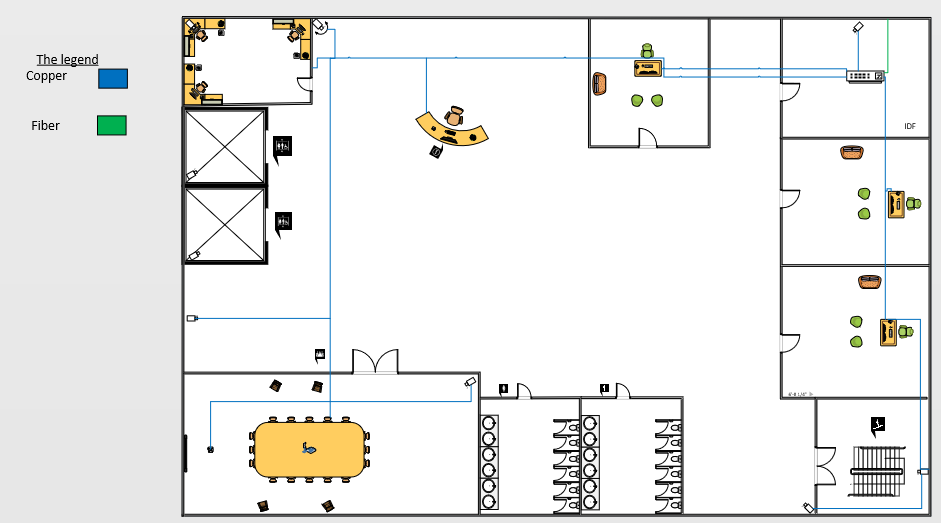 The legend
Copper
Fiber
IDF